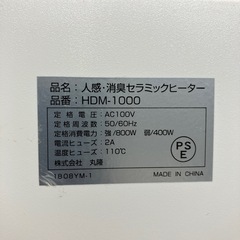 品名：人感・消臭セラミックヒーター
品番：HDM-1000
定格電圧：AC100V
定格周波数：50/60Hz
定格消費電力：強/800W 弱/400W
電流ヒューズ：2A
温度ヒューズ：110℃
株式会社 丸隆
1808YM-1
PSE